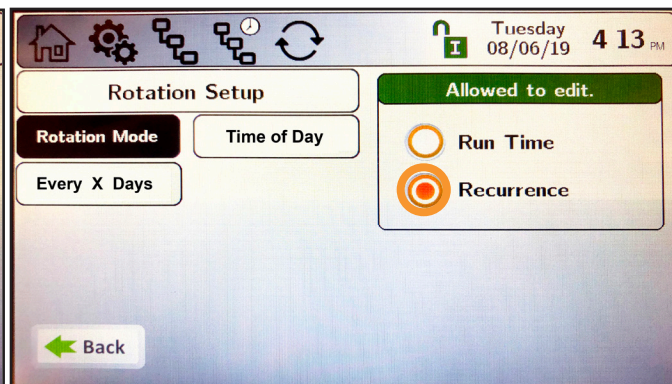 I
Tuesday
08/06/19
4 13 PM
Rotation Setup
Allowed to edit.
Rotation Mode
Time of Day
Run Time
Every X Days
Recurrence
Back